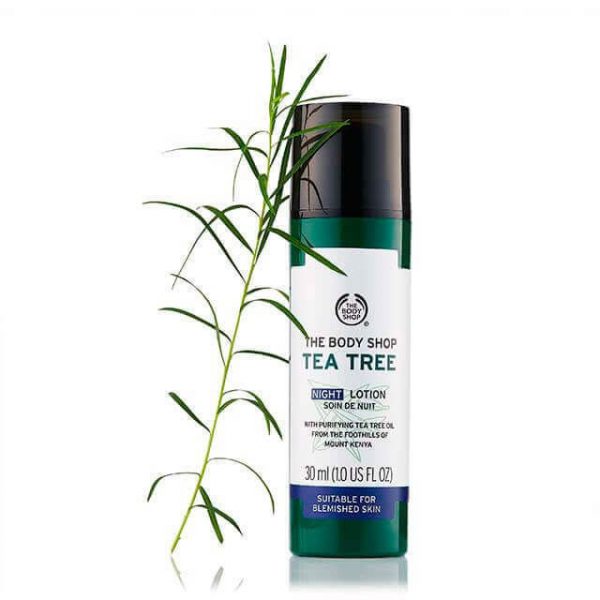 THE
BODY
SHOP
®
THE BODY SHOP
TEA TREE
NIGHT LOTION
SOIN DE NUIT
WITH PURIFYING TEA TREE OIL
FROM THE FOOTHILLS OF
MOUNT KENYA
30 ml (1.0 US FL OZ)
SUITABLE FOR
BLEMISHED SKIN